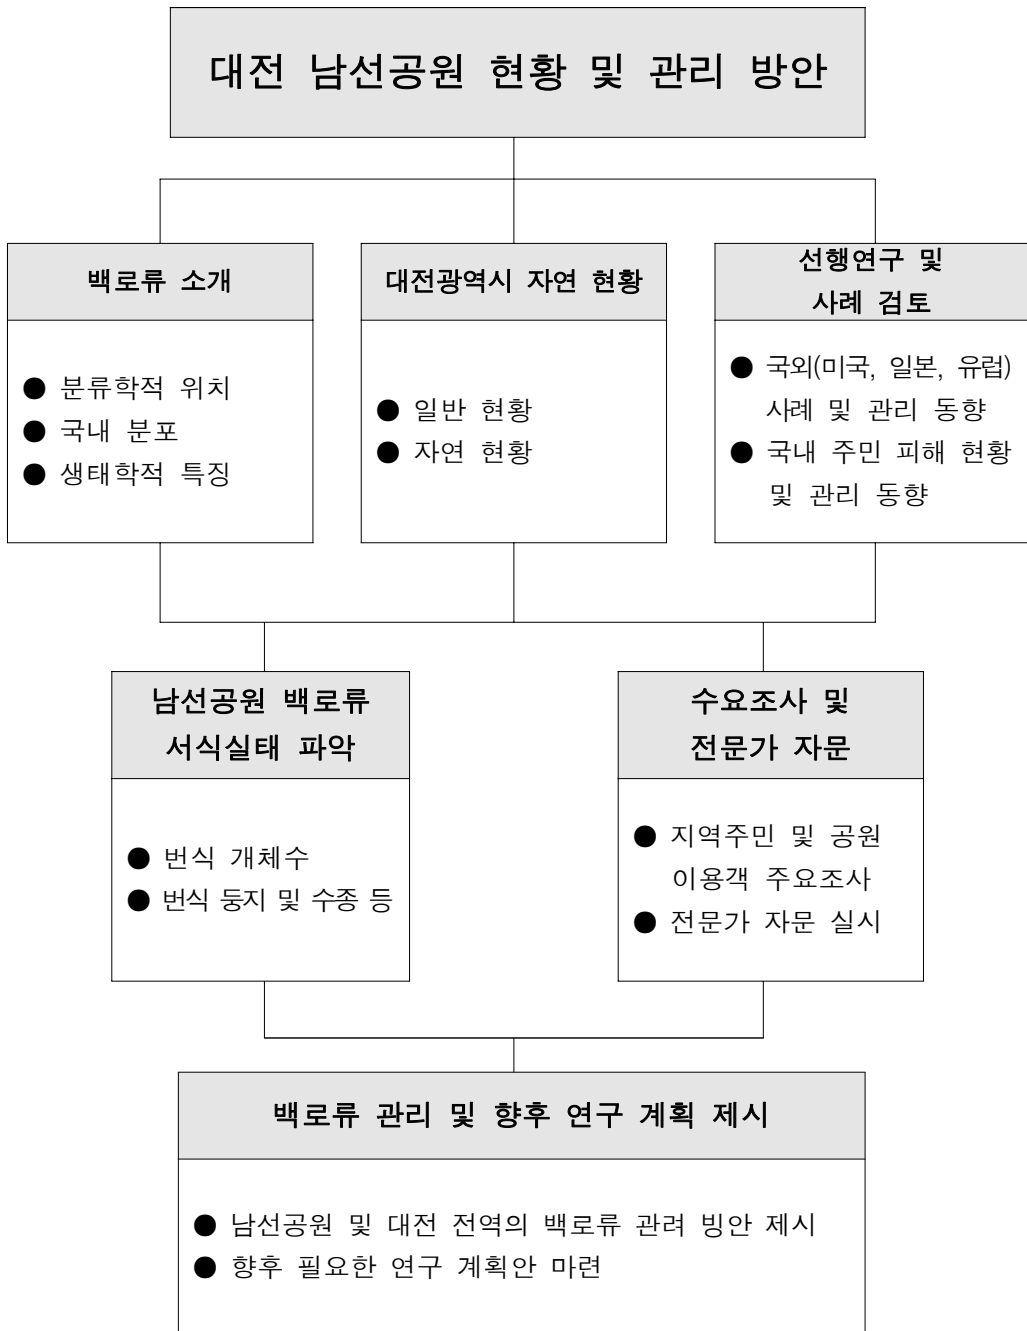 대전 남선공원 현황 및 관리 방안
백로류 소개
● 분류학적 위치
● 국내 분포
● 생태학적 특징
대전광역시 자연 현황
● 일반 현황
● 자연 현황
선행연구 및
사례 검토
● 국외(미국, 일본, 유럽)
사례 및 관리 동향
● 국내 주민 피해 현황
및 관리 동향
남선공원 백로류
서식실태 파악
● 번식 개체수
● 번식 둥지 및 수종 등
수요조사 및
전문가 자문
● 지역주민 및 공원
이용객 주요조사
● 전문가 자문 실시
백로류 관리 및 향후 연구 계획 제시
● 남선공원 및 대전 전역의 백로류 관려 빙안 제시
● 향후 필요한 연구 계획안 마련